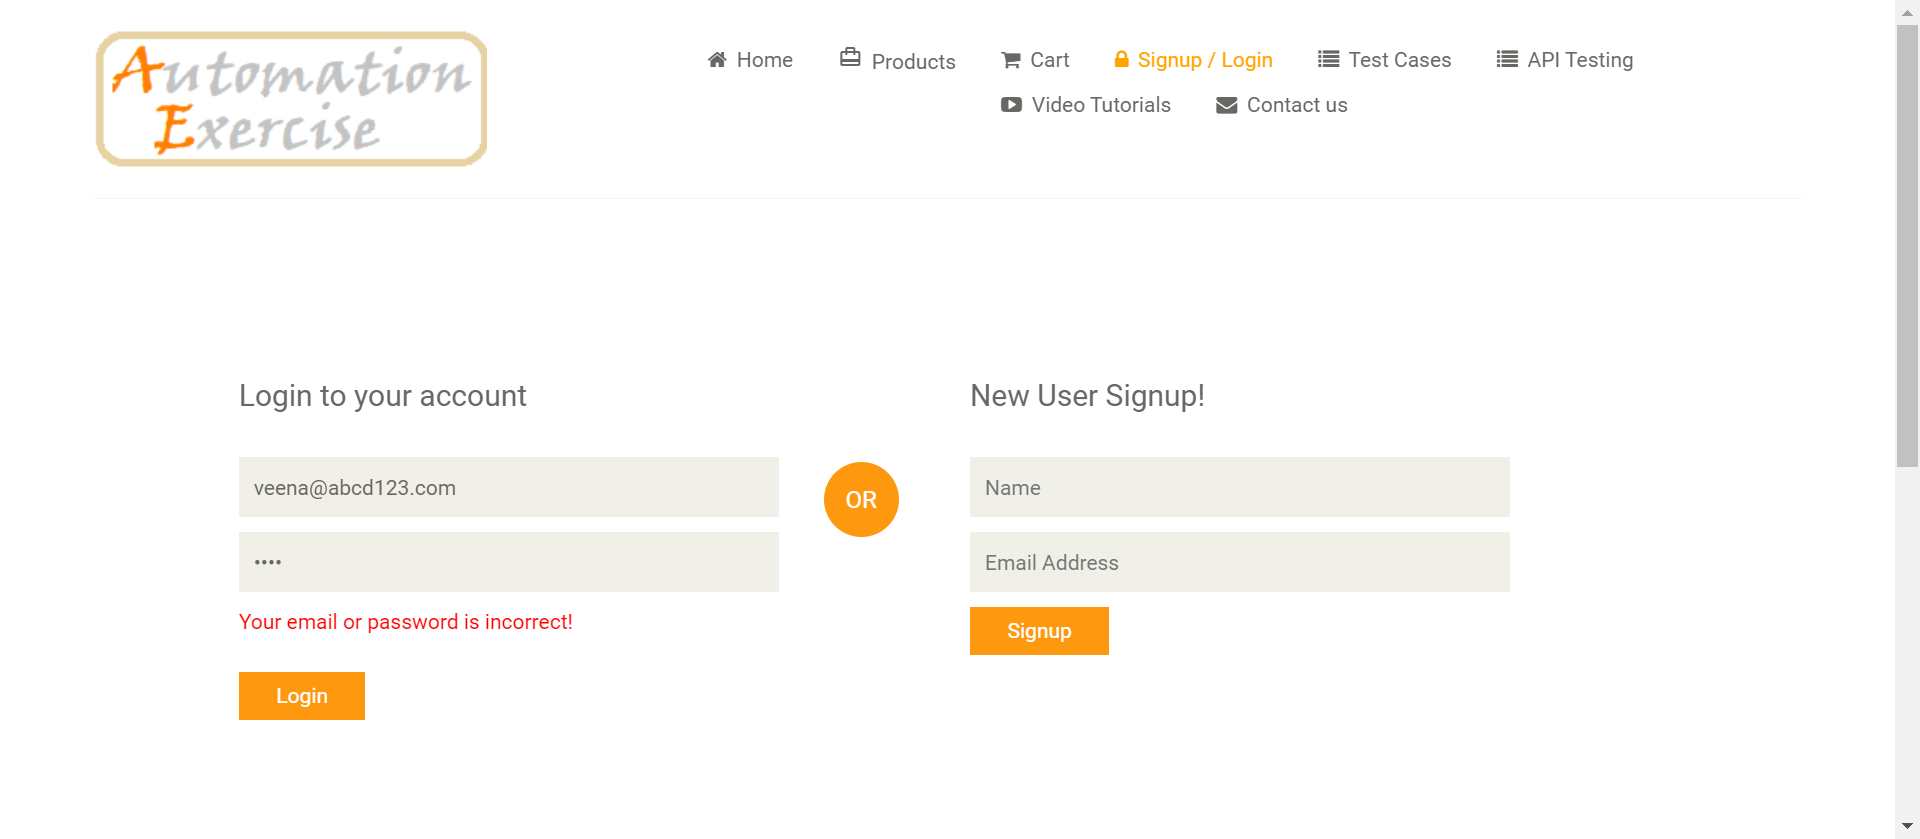 Automation
Exercise
Home Products Cart Signup / Login Test Cases API Testing
Video Tutorials Contact us
Login to your account
veena@abcd123.com
••••
Your email or password is incorrect!
Login
OR
New User Signup!
Name
Email Address
Signup